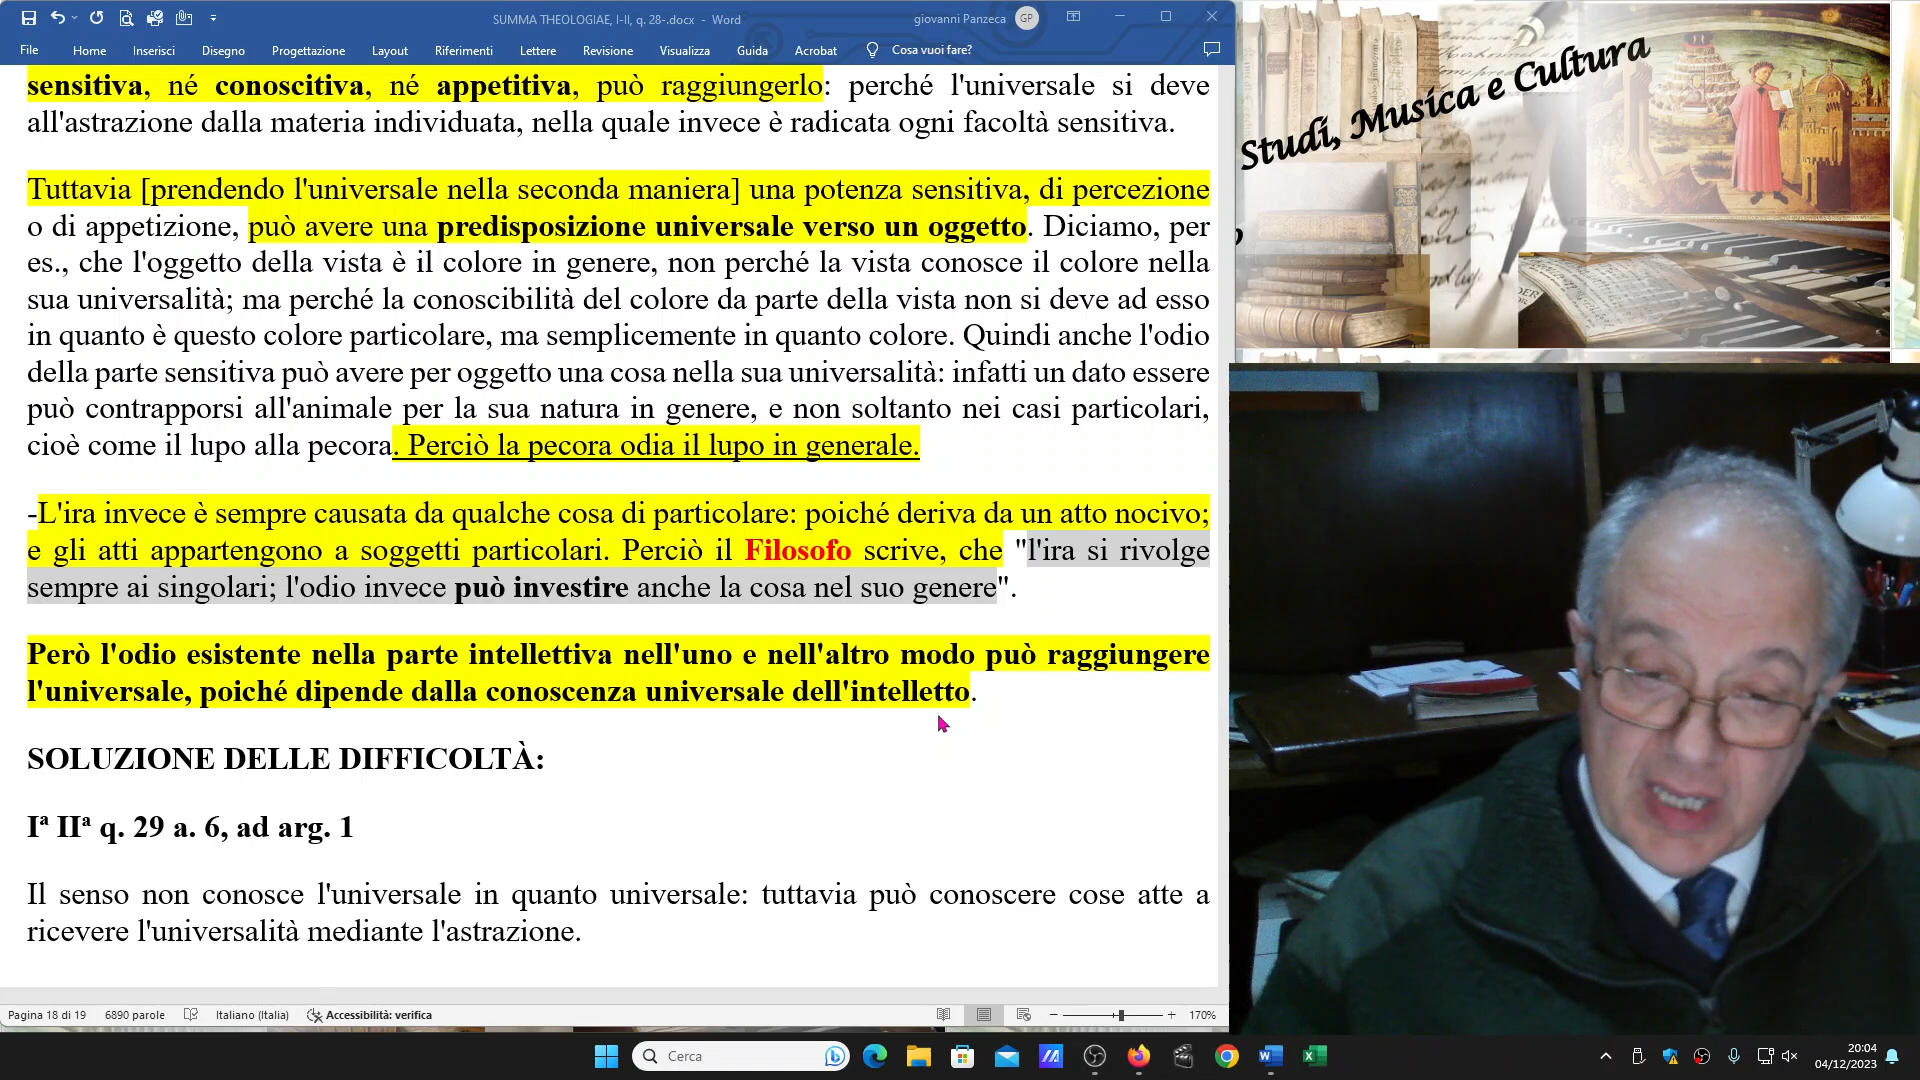 SUMMA THEOLOGIAE, I-II, q. 28-.docx - Word
giovanni Panzeca GP
File Home Inserisci Disegno Progettazione Layout Riferimenti Lettere Revisione Visualizza Guida Acrobat Cosa vuoi fare?
sensitiva, né conoscitiva, né appetitiva, può raggiungerlo: perché l'universale si deve
all'astrazione dalla materia individuata, nella quale invece è radicata ogni facoltà sensitiva.
Tuttavia [prendendo l'universale nella seconda maniera] una potenza sensitiva, di percezione
o di appetizione, può avere una predisposizione universale verso un oggetto. Diciamo, per
es., che l'oggetto della vista è il colore in genere, non perché la vista conosce il colore nella
sua universalità; ma perché la conoscibilità del colore da parte della vista non si deve ad esso
in quanto è questo colore particolare, ma semplicemente in quanto colore. Quindi anche l'odio
della parte sensitiva può avere per oggetto una cosa nella sua universalità: infatti un dato essere
può contrapporsi all'animale per la sua natura in genere, e non soltanto nei casi particolari,
cioè come il lupo alla pecora. Perciò la pecora odia il lupo in generale.
-L'ira invece è sempre causata da qualche cosa di particolare: poiché deriva da un atto nocivo;
e gli atti appartengono a soggetti particolari. Perciò il Filosofo scrive, che "l'ira si rivolge
sempre ai singolari; l'odio invece può investire anche la cosa nel suo genere".
Però l'odio esistente nella parte intellettiva nell'uno e nell'altro modo può raggiungere
l'universale, poiché dipende dalla conoscenza universale dell'intelletto.
SOLUZIONE DELLE DIFFICOLTÀ:
Iª IIª q. 29 a. 6, ad arg. 1
Il senso non conosce l'universale in quanto universale: tuttavia può conoscere cose atte a
ricevere l'universalità mediante l'astrazione.
Pagina 18 di 19 6890 parole Italiano (Italia) Accessibilità: verifica 170%
Cerca
20:04
04/12/2023
Studi, Musica e Cultura